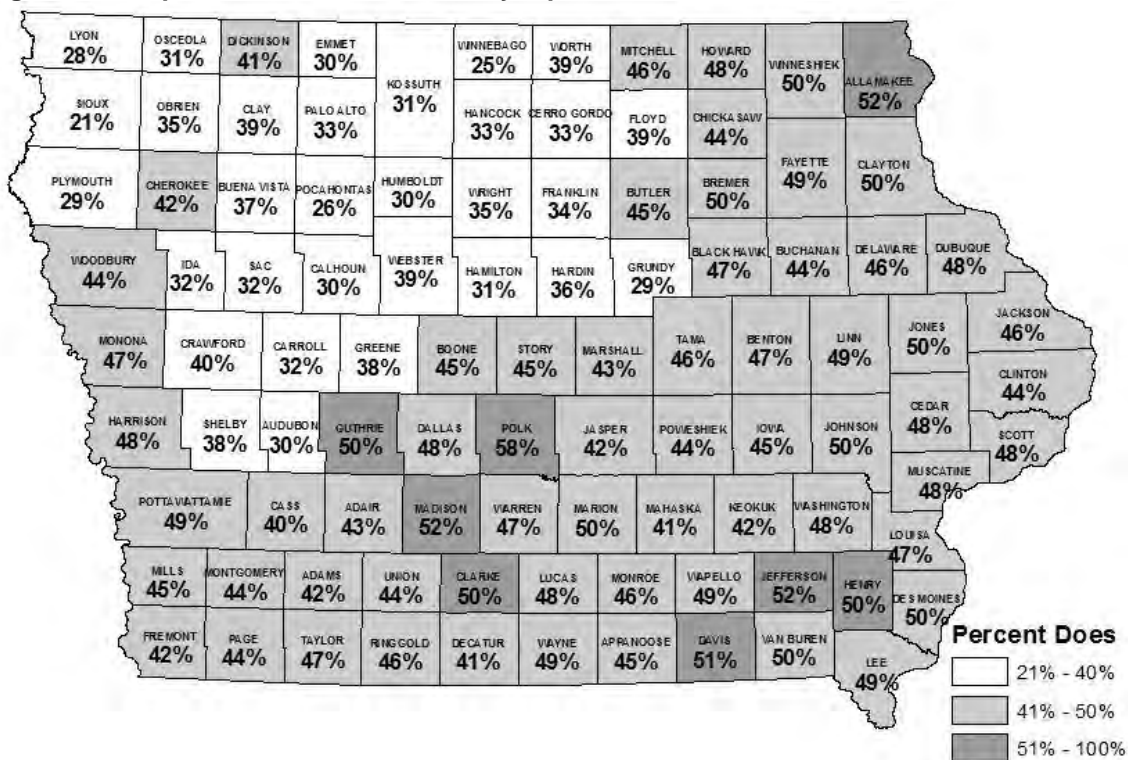 LYON OSCEOLA DICKINSON EMMET WINNEBAGO WORTH MITCHELL HOWARD WINNESHIEK ALLAMAKEE
28% 31% 41% 30% 25% 39% 46% 48% 50% 52%
KOSSUTH
31%
SIOUX OBRIEN CLAY PALO ALTO HANCOCK CERRO GORDO FLOYD CHICKASAW
21% 35% 39% 33% 33% 33% 39% 44%
FAYETTE CLAYTON
49% 50%
PLYMOUTH CHEROKEE BUENA VISTA POCAHONTAS HUMBOLDT WRIGHT FRANKLIN BUTLER BREMER
29% 42% 37% 26% 30% 35% 34% 45% 50%
WOODBURY IDA SAC CALHOUN WEBSTER HAMILTON HARDIN GRUNDY BLACK HAWK BUCHANAN DELAWARE DUBUQUE
44% 32% 32% 30% 39% 31% 36% 29% 47% 44% 46% 48%
MONONA CRAWFORD CARROLL GREENE BOONE STORY MARSHALL TAMA BENTON LINN JONES JACKSON
47% 40% 32% 38% 45% 45% 43% 46% 47% 49% 50% 46%
CLINTON
44%
HARRISON SHELBY AUDUBON GUTHRIE DALLAS POLK JASPER POWESHIEK IOWA JOHNSON CEDAR SCOTT
48% 38% 30% 50% 48% 58% 42% 44% 45% 50% 48% 48%
MUSCATINE
48%
POTTAWATTAMIE CASS ADAIR MADISON WARREN MARION MAHASKA KEOKUK WASHINGTON
49% 40% 43% 52% 47% 50% 41% 42% 48%
LOUISA
47%
MILLS MONTGOMERY ADAMS UNION CLARKE LUCAS MONROE WAPELLO JEFFERSON HENRY DES MOINES
45% 44% 42% 44% 50% 48% 46% 49% 52% 50% 50%
FREMONT PAGE TAYLOR RINGGOLD DECATUR WAYNE APPANOOSE DAVIS VAN BUREN LEE
42% 44% 47% 46% 41% 49% 45% 51% 50% 49%
Percent Does
21% - 40%
41% - 50%
51% - 100%